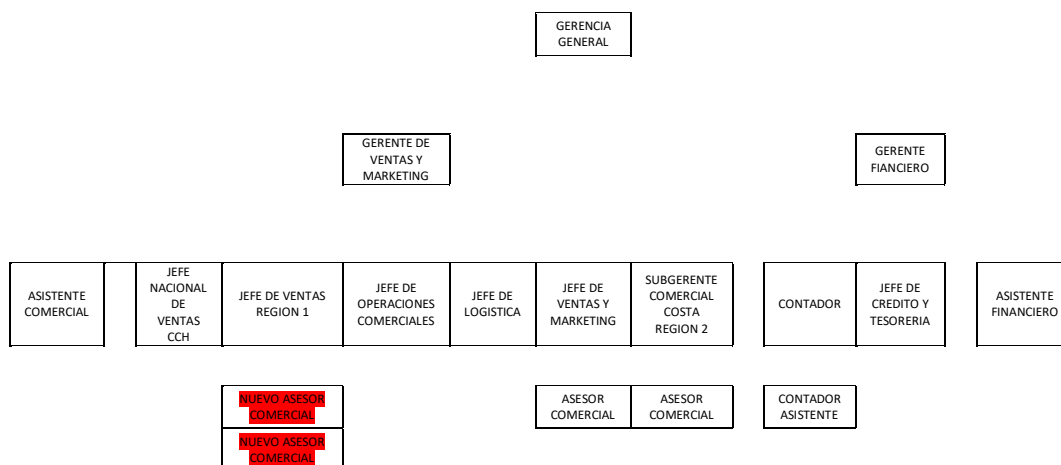 GERENCIA
GENERAL
GERENTE DE
VENTAS Y
MARKETING
GERENTE
FIANCIERO
ASISTENTE
COMERCIAL
JEFE
NACIONAL
DE
VENTAS
CCH
JEFE DE VENTAS
REGION 1
JEFE DE
OPERACIONES
COMERCIALES
JEFE DE
LOGISTICA
JEFE DE
VENTAS Y
MARKETING
SUBGERENTE
COMERCIAL
COSTA
REGION 2
CONTADOR
JEFE DE
CREDITO Y
TESORERIA
ASISTENTE
FINANCIERO
NUEVO ASESOR
COMERCIAL
ASESOR
COMERCIAL
ASESOR
COMERCIAL
CONTADOR
ASISTENTE
NUEVO ASESOR
COMERCIAL